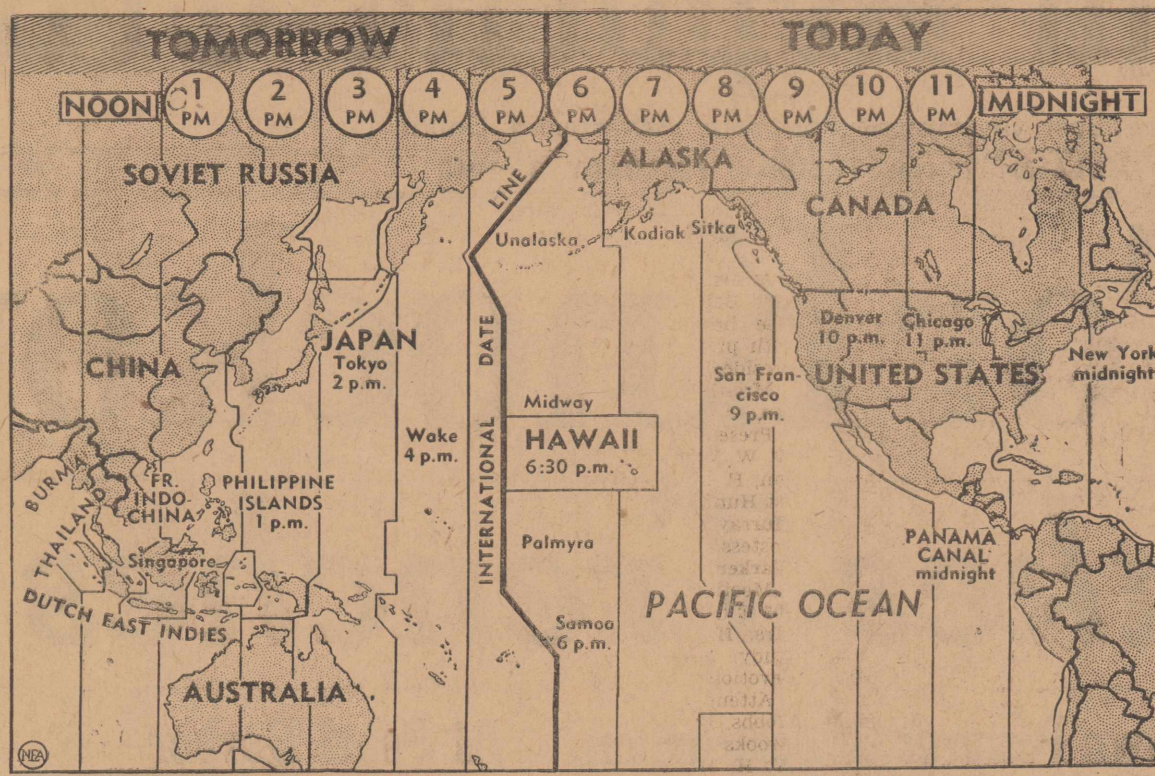 TOMORROW
TODAY
NOON
1
PM
2
PM
3
PM
4
PM
5
PM
6
PM
7
PM
8
PM
9
PM
10
PM
11
PM
MIDNIGHT
SOVIET RUSSIA
ALASKA
CANADA
INTERNATIONAL DATE LINE
Unalaska
Kodiak
Sitka
CHINA
JAPAN
Tokyo
2 p.m.
Denver
10 p.m.
Chicago
11 p.m.
UNITED STATES
New York
midnight
San Fran-
cisco
9 p.m.
Midway
HAWAII
6:30 p.m.
Wake
4 p.m.
BURMA
THAILAND
FR.
INDO-
CHINA
PHILIPPINE
ISLANDS
1 p.m.
Singapore
DUTCH EAST INDIES
Palmyra
PANAMA
CANAL
midnight
PACIFIC OCEAN
Samoa
6 p.m.
AUSTRALIA
NEA